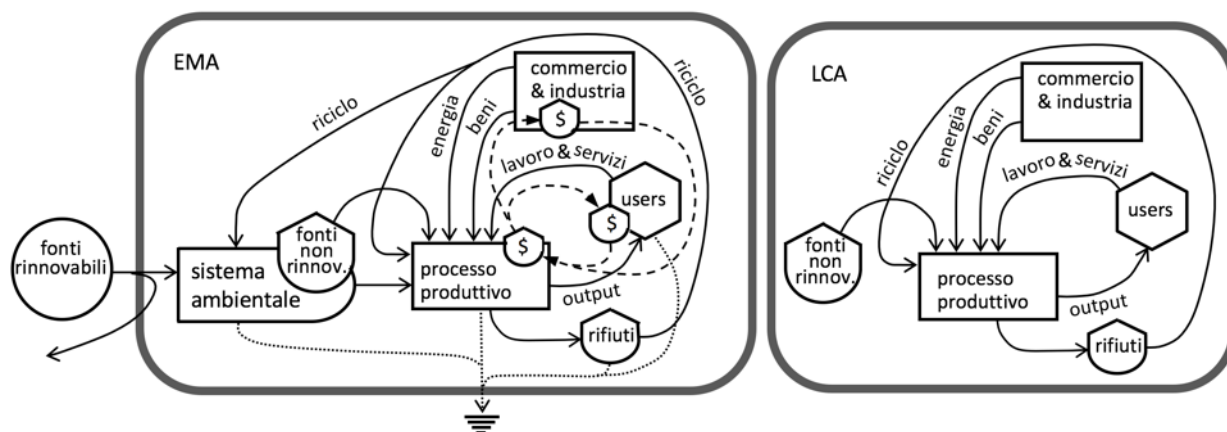 EMA
fonti
rinnovabili
sistema
ambientale
fonti
non
rinnov.
riciclo
energia
beni
commercio
& industria
$
riciclo
lavoro & servizi
users
$
$
processo
produttivo
output
rifiuti
LCA
fonti
non
rinnov.
riciclo
energia
beni
commercio
& industria
lavoro & servizi
users
processo
produttivo
output
rifiuti